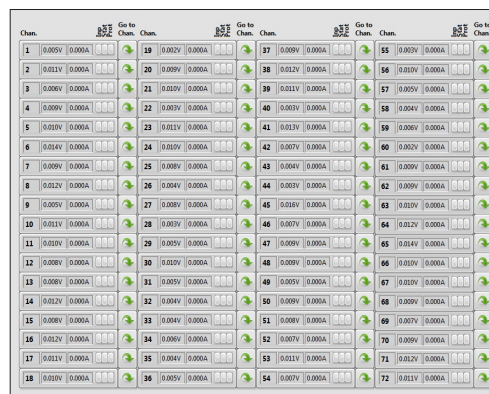 Chan. Inpt Stat Prot Go to Chan. Chan. Inpt Stat Prot Go to Chan. Chan. Inpt Stat Prot Go to Chan. Chan. Inpt Stat Prot Go to Chan.
1 0.005V 0.000A 19 0.002V 0.000A 37 0.009V 0.000A 55 0.003V 0.000A
2 0.011V 0.000A 20 0.009V 0.000A 38 0.012V 0.000A 56 0.010V 0.000A
3 0.006V 0.000A 21 0.010V 0.000A 39 0.011V 0.000A 57 0.005V 0.000A
4 0.009V 0.000A 22 0.003V 0.000A 40 0.003V 0.000A 58 0.004V 0.000A
5 0.010V 0.000A 23 0.011V 0.000A 41 0.013V 0.000A 59 0.006V 0.000A
6 0.014V 0.000A 24 0.010V 0.000A 42 0.007V 0.000A 60 0.002V 0.000A
7 0.009V 0.000A 25 0.008V 0.000A 43 0.004V 0.000A 61 0.009V 0.000A
8 0.012V 0.000A 26 0.004V 0.000A 44 0.003V 0.000A 62 0.009V 0.000A
9 0.005V 0.000A 27 0.008V 0.000A 45 0.016V 0.000A 63 0.010V 0.000A
10 0.011V 0.000A 28 0.003V 0.000A 46 0.007V 0.000A 64 0.012V 0.000A
11 0.010V 0.000A 29 0.005V 0.000A 47 0.009V 0.000A 65 0.014V 0.000A
12 0.008V 0.000A 30 0.010V 0.000A 48 0.009V 0.000A 66 0.010V 0.000A
13 0.008V 0.000A 31 0.005V 0.000A 49 0.005V 0.000A 67 0.010V 0.000A
14 0.012V 0.000A 32 0.004V 0.000A 50 0.009V 0.000A 68 0.009V 0.000A
15 0.008V 0.000A 33 0.004V 0.000A 51 0.008V 0.000A 69 0.007V 0.000A
16 0.012V 0.000A 34 0.006V 0.000A 52 0.007V 0.000A 70 0.009V 0.000A
17 0.011V 0.000A 35 0.004V 0.000A 53 0.011V 0.000A 71 0.012V 0.000A
18 0.010V 0.000A 36 0.005V 0.000A 54 0.007V 0.000A 72 0.011V 0.000A